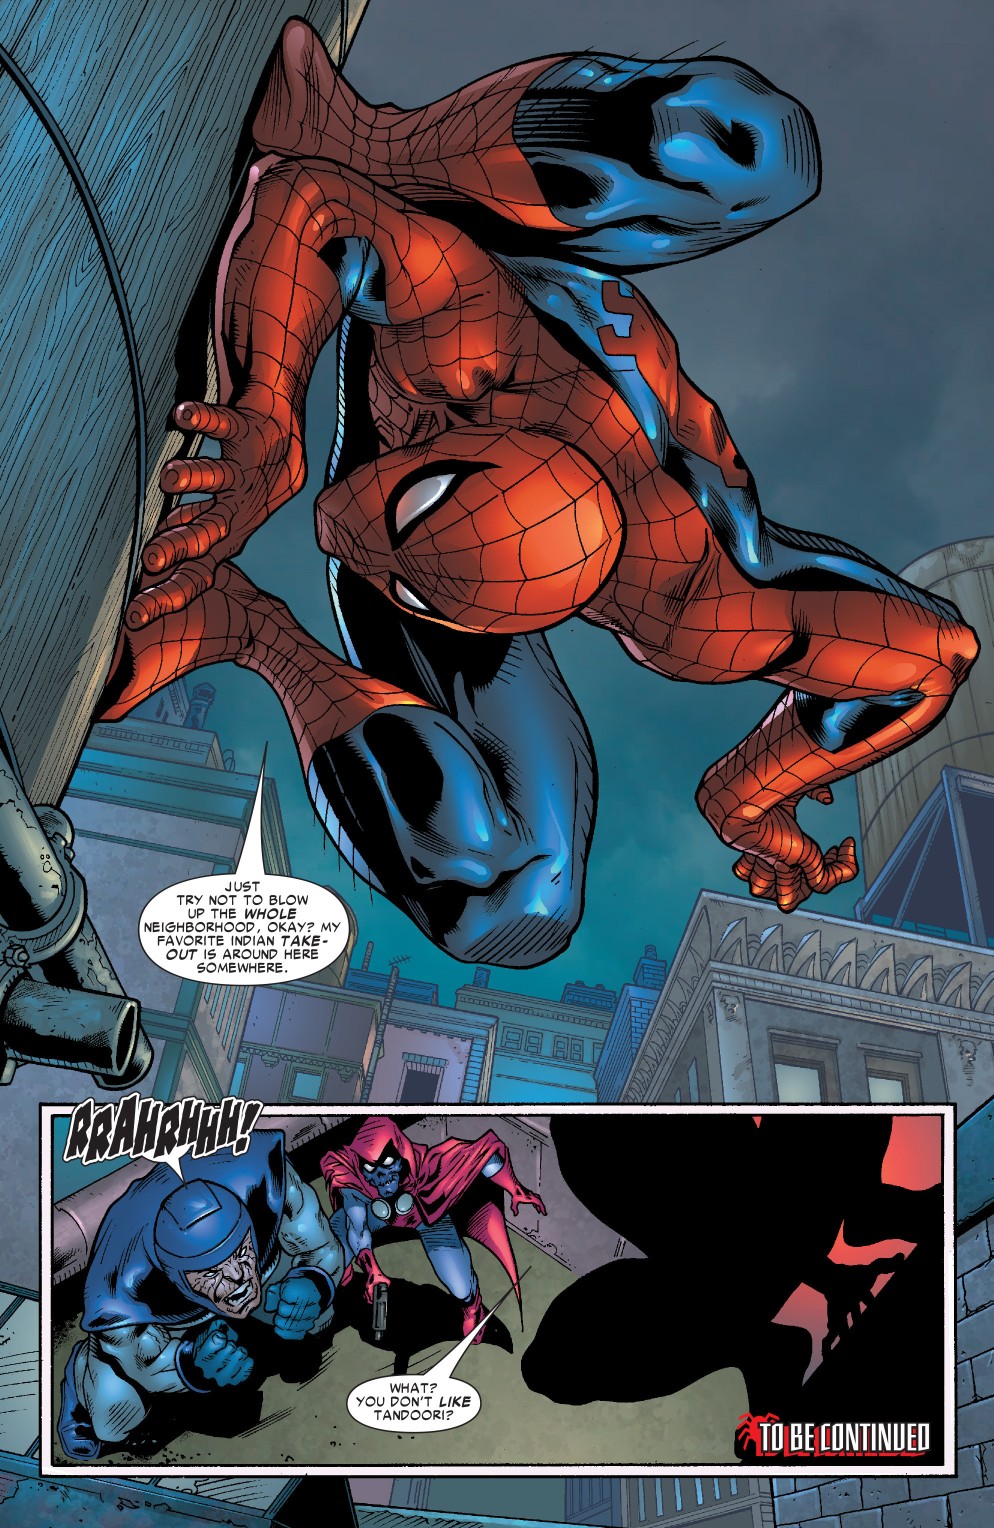 JUST
TRY NOT TO BLOW
UP THE WHOLE
NEIGHBORHOOD, OKAY? MY
FAVORITE INDIAN TAKE-
OUT IS AROUND HERE
SOMEWHERE.
RRAHRHHH!
WHAT?
YOU DON'T LIKE
TANDOORI?
TO BE CONTINUED